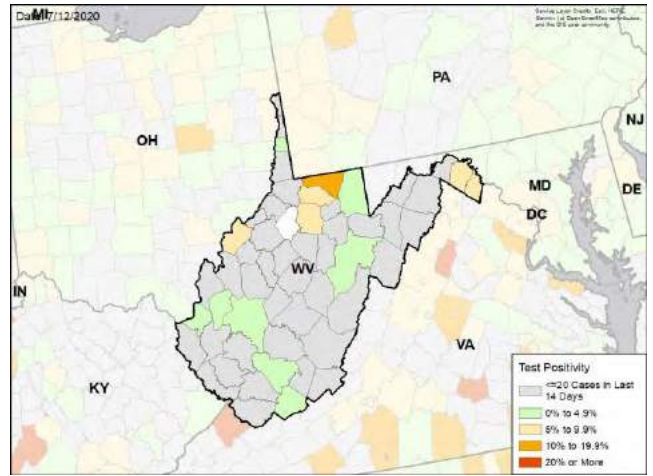 MI
Date: 7/12/2020
PA
OH
NJ
MD
DE
DC
WV
IN
VA
KY
Test Positivity
<=20 Cases in Last
14 Days
0% to 4.9%
5% to 9.9%
10% to 19.9%
20% or More